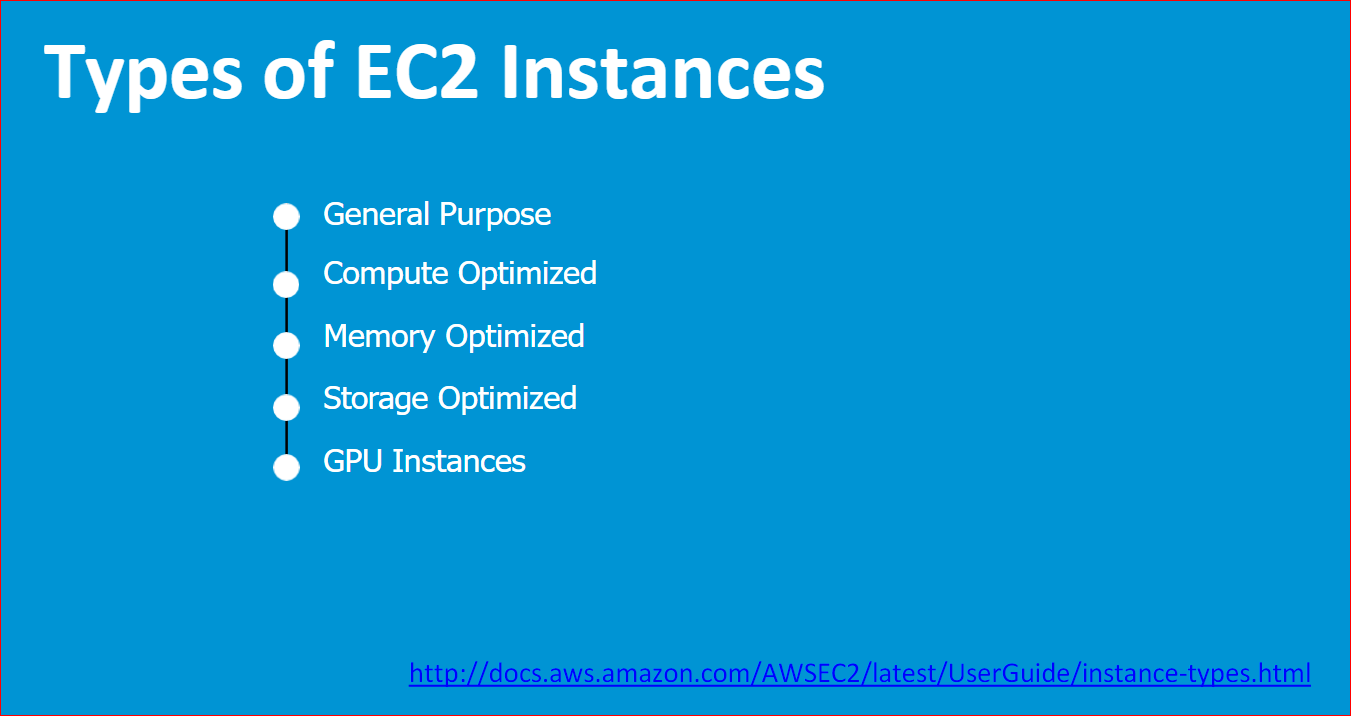 Types of EC2 Instances
General Purpose
Compute Optimized
Memory Optimized
Storage Optimized
GPU Instances
http://docs.aws.amazon.com/AWSEC2/latest/UserGuide/instance-types.html